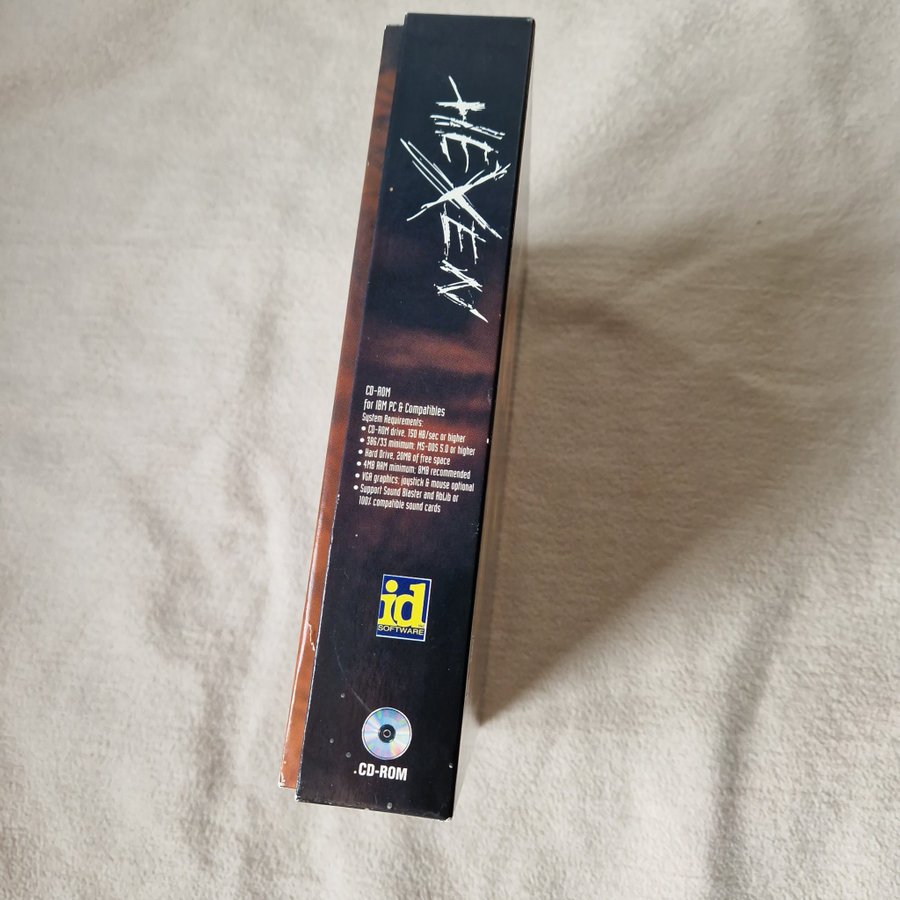 HEXEN
CD-ROM
for IBM PC & Compatibles
System Requirements:
• CD-ROM drive, 150 KB/sec or higher
• 386/33 minimum; MS-DOS 5.0 or higher
• Hard Drive, 20MB of free space
• 4MB RAM minimum; 8MB recommended
• VGA graphics; joystick & mouse optional
• Support Sound Blaster and AbLib or
100% compatible sound cards
id
SOFTWARE
.CD-ROM